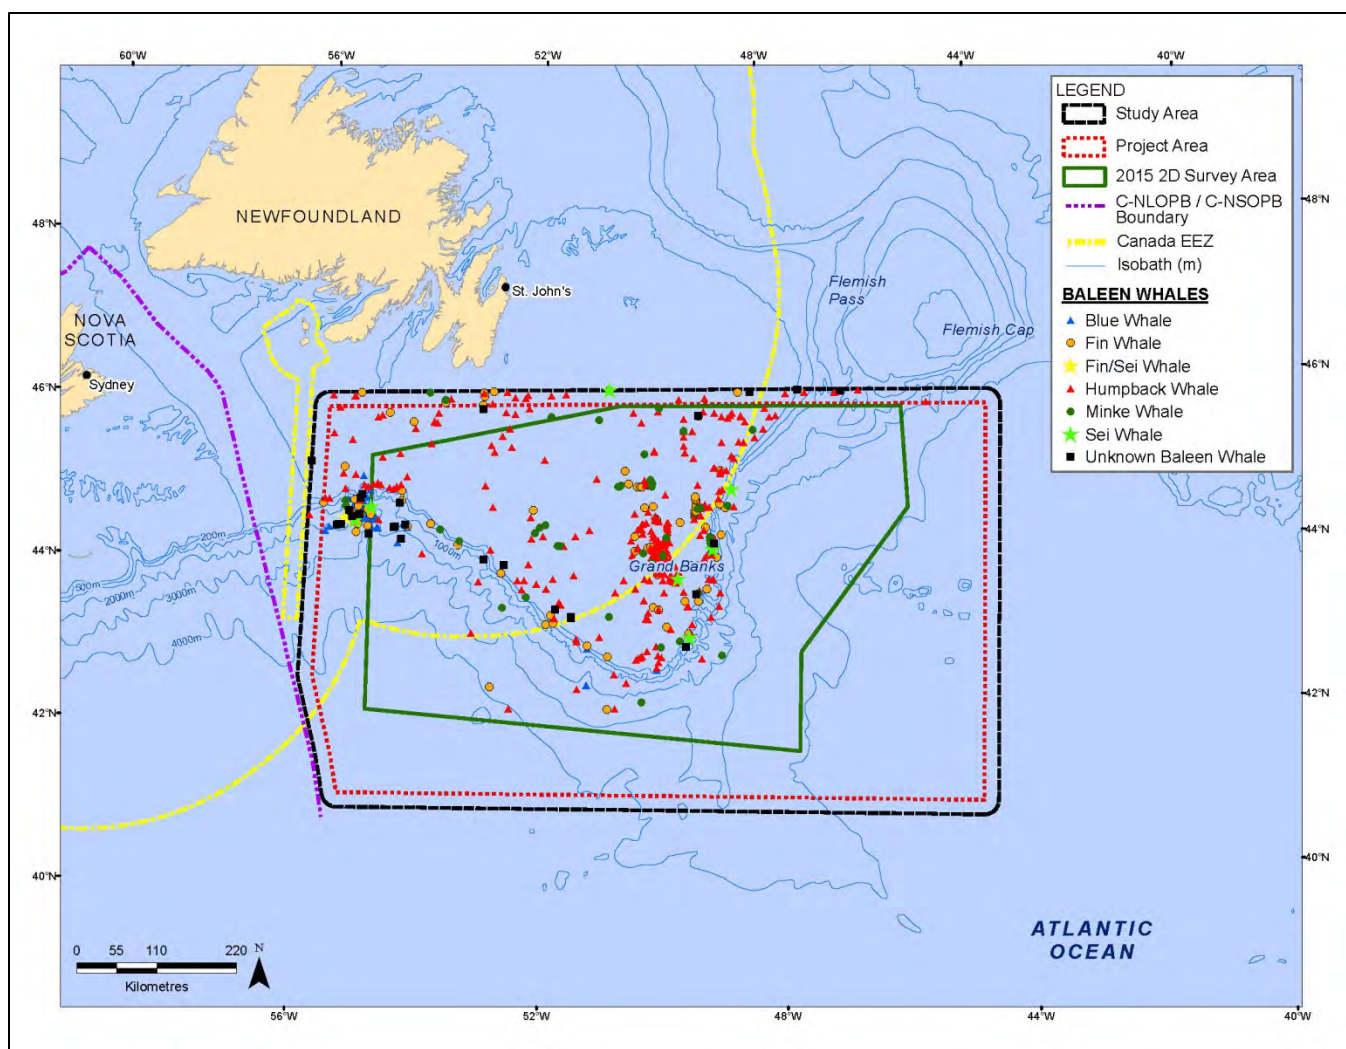 60°W 56°W 52°W 48°W 44°W 40°W
LEGEND
Study Area
Project Area
2015 2D Survey Area
C-NLOPB / C-NSOPB
Boundary
Canada EEZ
Isobath (m)
BALEEN WHALES
Blue Whale
Fin Whale
Fin/Sei Whale
Humpback Whale
Minke Whale
Sei Whale
Unknown Baleen Whale
48°N
48°N
NEWFOUNDLAND
St. John's
Flemish
Pass
Flemish Cap
NOVA
SCOTIA
Sydney
46°N
46°N
200m
500m
1000m
2000m
3000m
4000m
44°N
44°N
Grand Banks
42°N
42°N
40°N
40°N
ATLANTIC
OCEAN
0 55 110 220
N
Kilometres
56°W 52°W 48°W 44°W 40°W